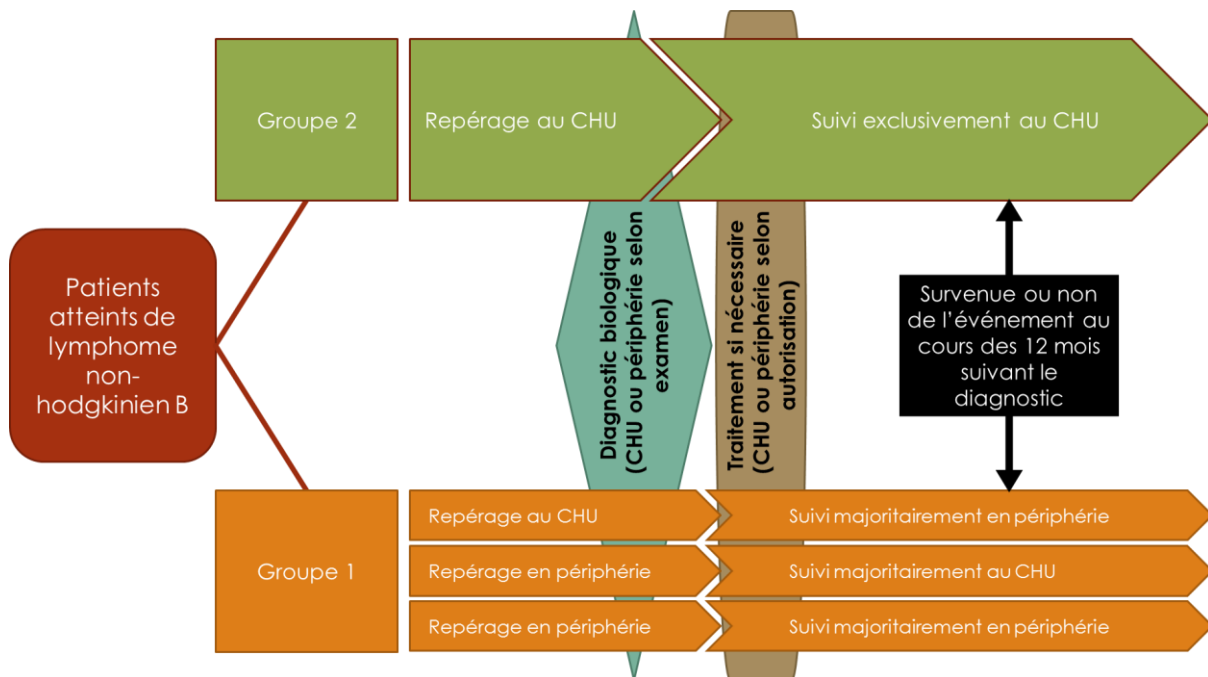 Groupe 2
Repérage au CHU
Suivi exclusivement au CHU
Patients
atteints de
lymphome
non-
hodgkinien B
Diagnostic biologique
(CHU ou périphérie selon
examen)
Traitement si nécessaire
(CHU ou périphérie selon
autorisation)
Survenue ou non
de l'événement au
cours des 12 mois
suivant le
diagnostic
Groupe 1
Repérage au CHU
Suivi majoritairement en périphérie
Repérage en périphérie
Suivi majoritairement au CHU
Repérage en périphérie
Suivi majoritairement en périphérie